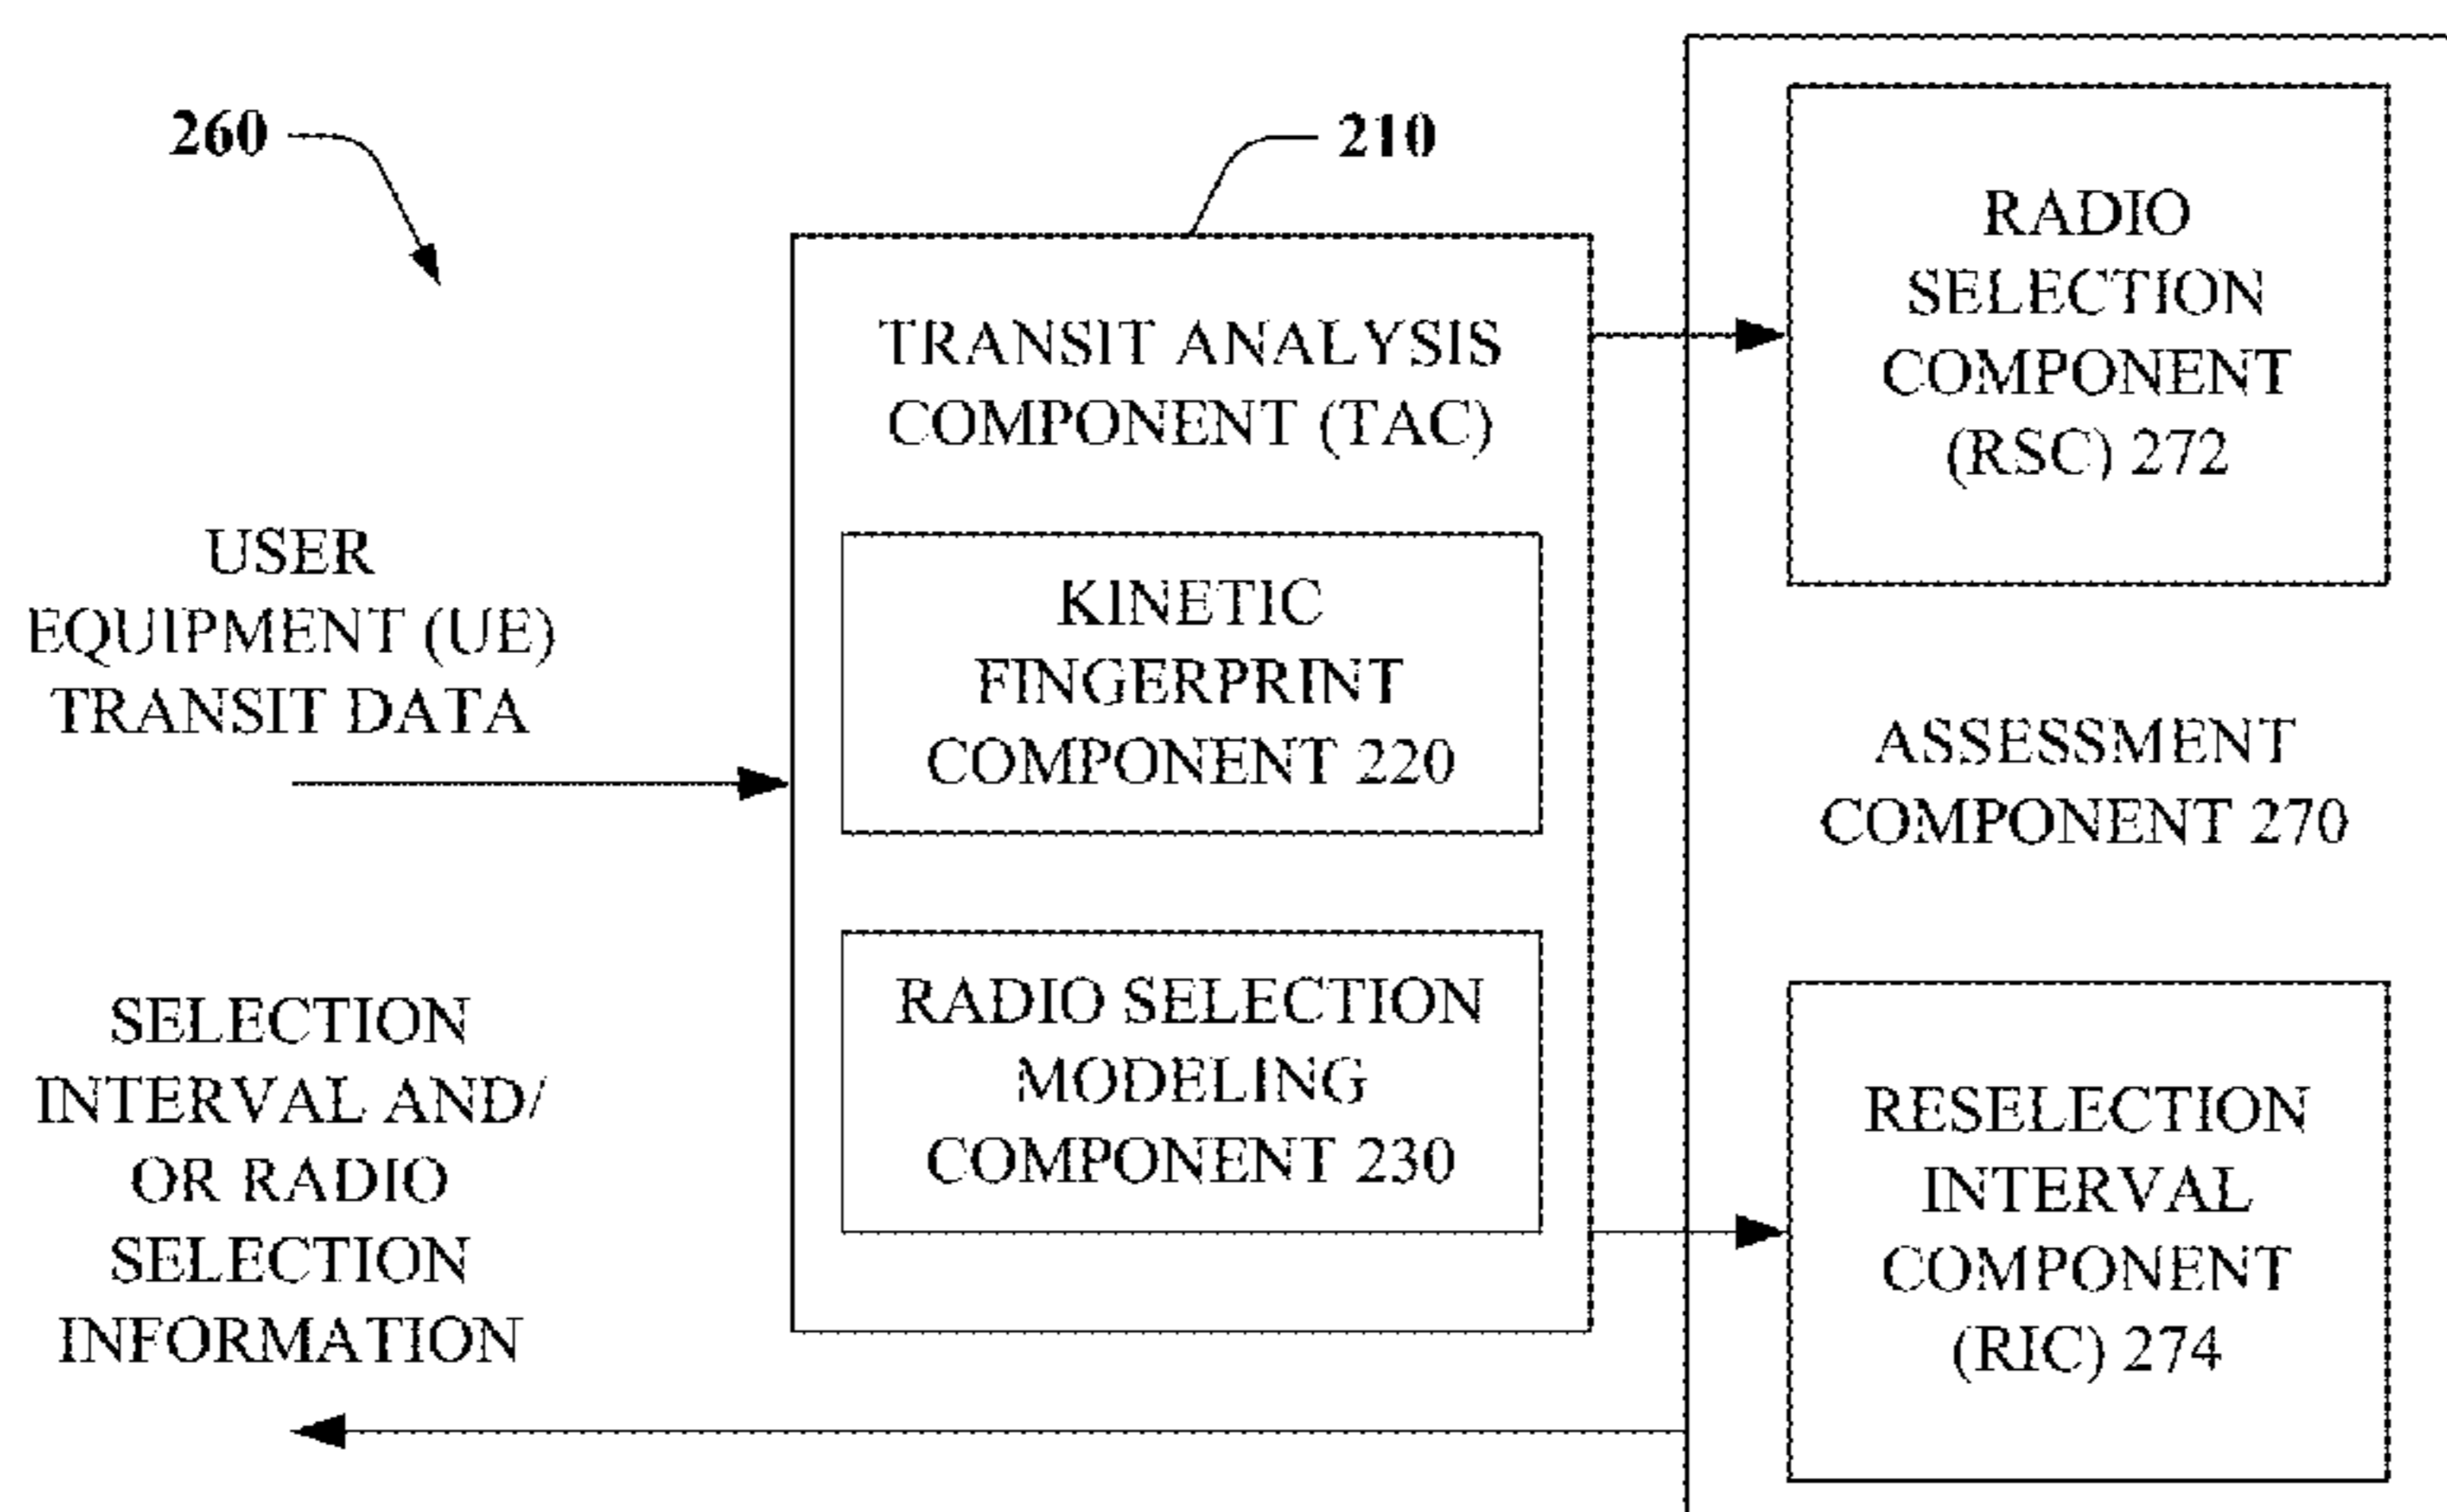 260
210
TRANSIT ANALYSIS
COMPONENT (TAC)
KINETIC
FINGERPRINT
COMPONENT 220
RADIO SELECTION
MODELING
COMPONENT 230
USER
EQUIPMENT (UE)
TRANSIT DATA
SELECTION
INTERVAL AND/
OR RADIO
SELECTION
INFORMATION
RADIO
SELECTION
COMPONENT
(RSC) 272
ASSESSMENT
COMPONENT 270
RESELECTION
INTERVAL
COMPONENT
(RIC) 274